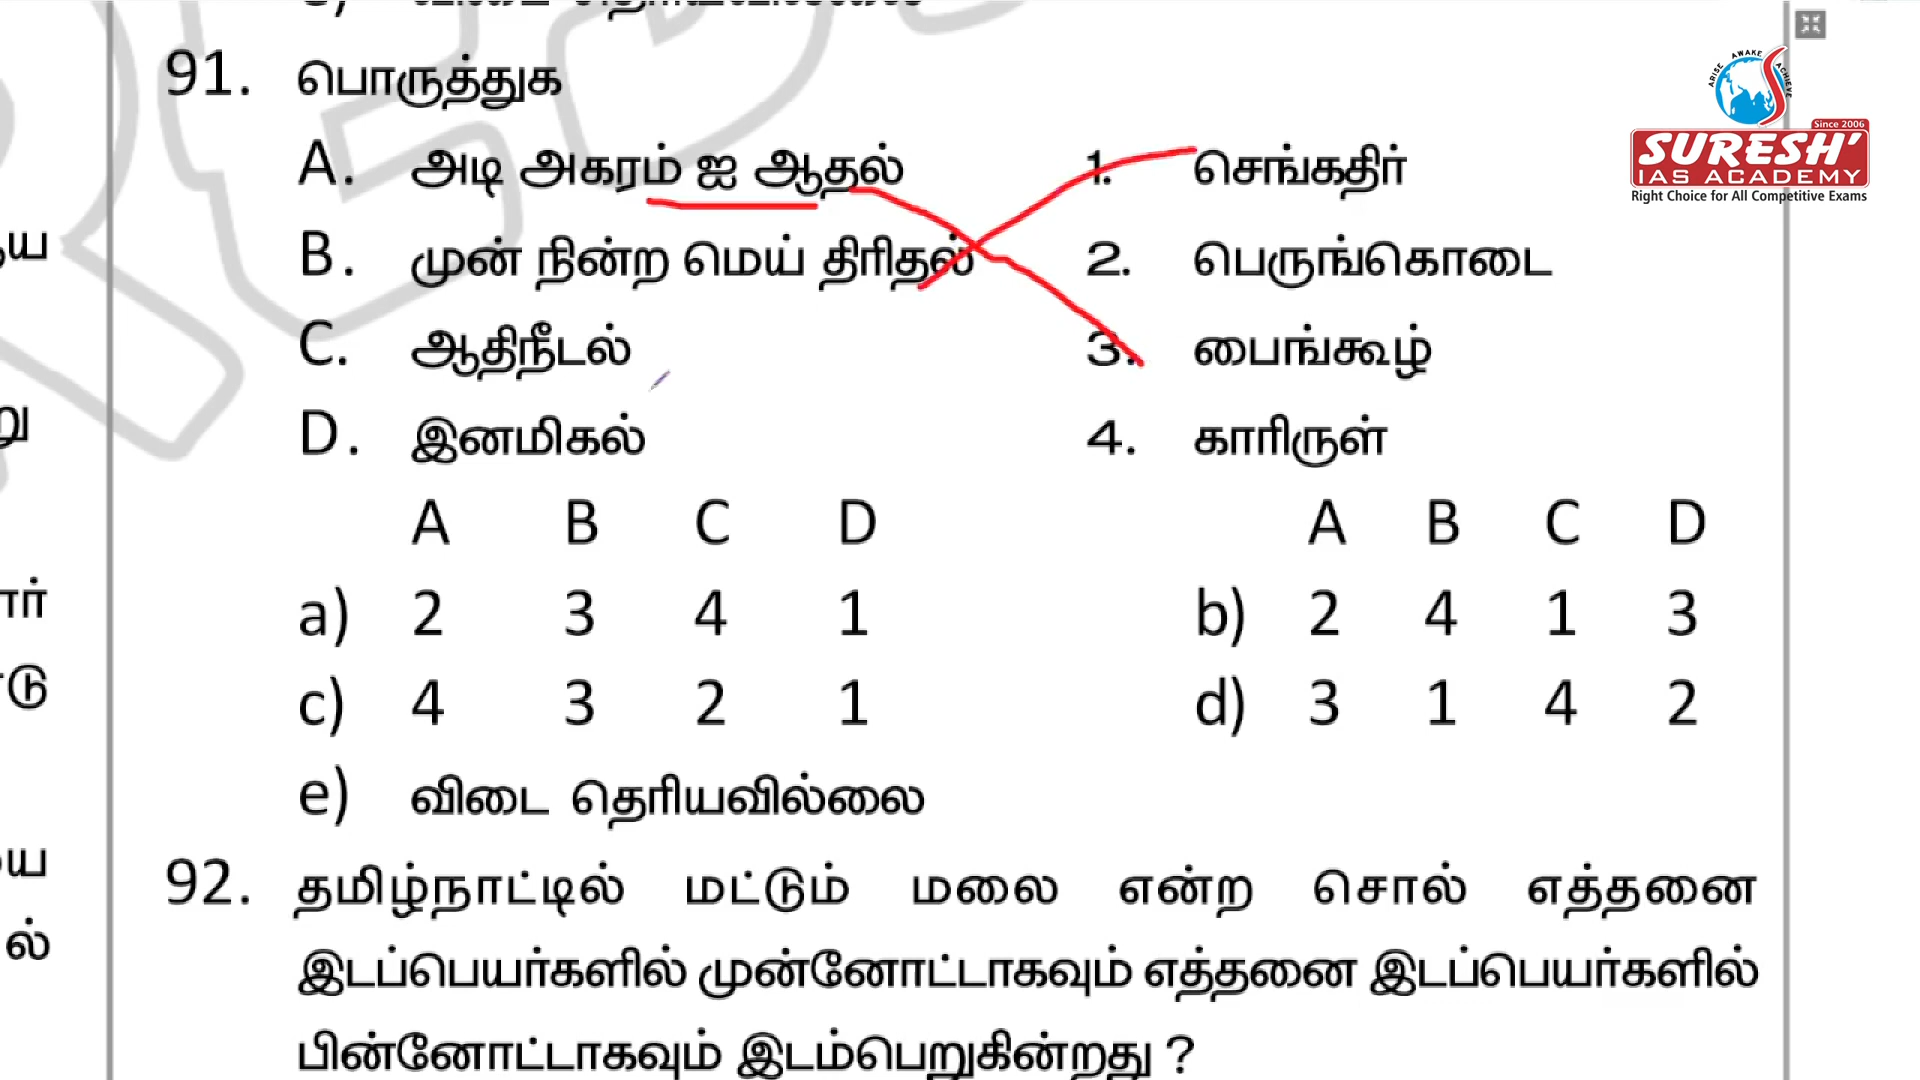 91. பொருத்துக
A. அடி அகரம் ஐ ஆதல் 1. செங்கதிர்
B. முன் நின்ற மெய் திரிதல் 2. பெருங்கொடை
C. ஆதிநீடல் 3. பைங்கூழ்
D. இனமிகல் 4. காரிருள்
A B C D A B C D
a) 2 3 4 1 b) 2 4 1 3
c) 4 3 2 1 d) 3 1 4 2
e) விடை தெரியவில்லை
92. தமிழ்நாட்டில் மட்டும் மலை என்ற சொல் எத்தனை
இடப்பெயர்களில் முன்னோட்டாகவும் எத்தனை இடப்பெயர்களில்
பின்னோட்டாகவும் இடம்பெறுகின்றது ?
ARISE AWAKE ACHIEVE
Since 2006
SURESH'
IAS ACADEMY
Right Choice for All Competitive Exams